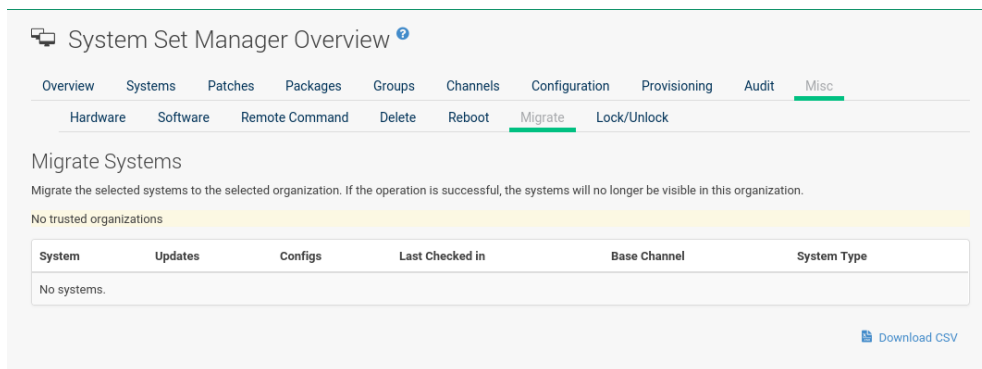 System Set Manager Overview ?
Overview Systems Patches Packages Groups Channels Configuration Provisioning Audit Misc
Hardware Software Remote Command Delete Reboot Migrate Lock/Unlock
Migrate Systems
Migrate the selected systems to the selected organization. If the operation is successful, the systems will no longer be visible in this organization.
No trusted organizations
System Updates Configs Last Checked in Base Channel System Type
No systems.
Download CSV